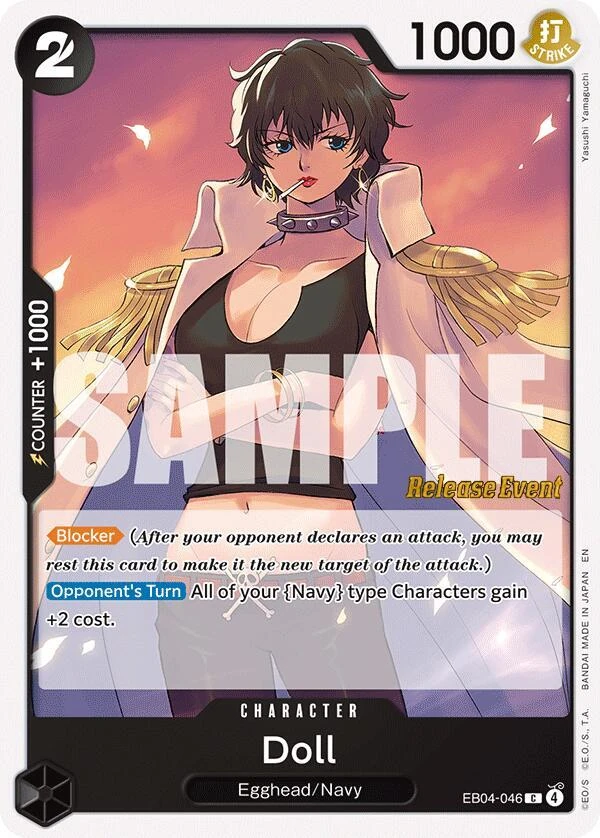 2
1000
打
STRIKE
Yasushi Yamaguchi
COUNTER +1000
SAMPLE
Release Event
Blocker (After your opponent declares an attack, you may
rest this card to make it the new target of the attack.)
Opponent's Turn All of your {Navy} type Characters gain
+2 cost.
CHARACTER
Doll
Egghead/Navy
EB04-046 C 4
©EO/S ©E.O./S., T.A. BANDAI MADE IN JAPAN EN